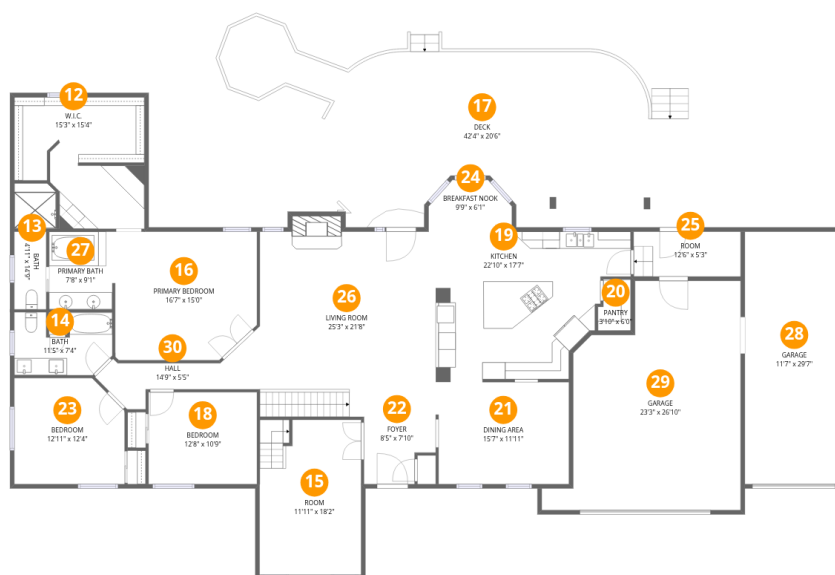 12
W.I.C.
15'3" x 15'4"
17
DECK
42'4" x 20'6"
24
BREAKFAST NOOK
9'9" x 6'1"
13
BATH
4'11" x 14'9"
27
PRIMARY BATH
7'8" x 9'1"
16
PRIMARY BEDROOM
16'7" x 15'0"
19
KITCHEN
22'10" x 17'7"
25
ROOM
12'6" x 5'3"
26
LIVING ROOM
25'3" x 21'8"
20
PANTRY
3'10" x 6'0"
14
BATH
11'5" x 7'4"
30
HALL
14'9" x 5'5"
28
GARAGE
11'7" x 29'7"
29
GARAGE
23'3" x 26'10"
23
BEDROOM
12'11" x 12'4"
18
BEDROOM
12'8" x 10'9"
22
FOYER
8'5" x 7'10"
21
DINING AREA
15'7" x 11'11"
15
ROOM
11'11" x 18'2"